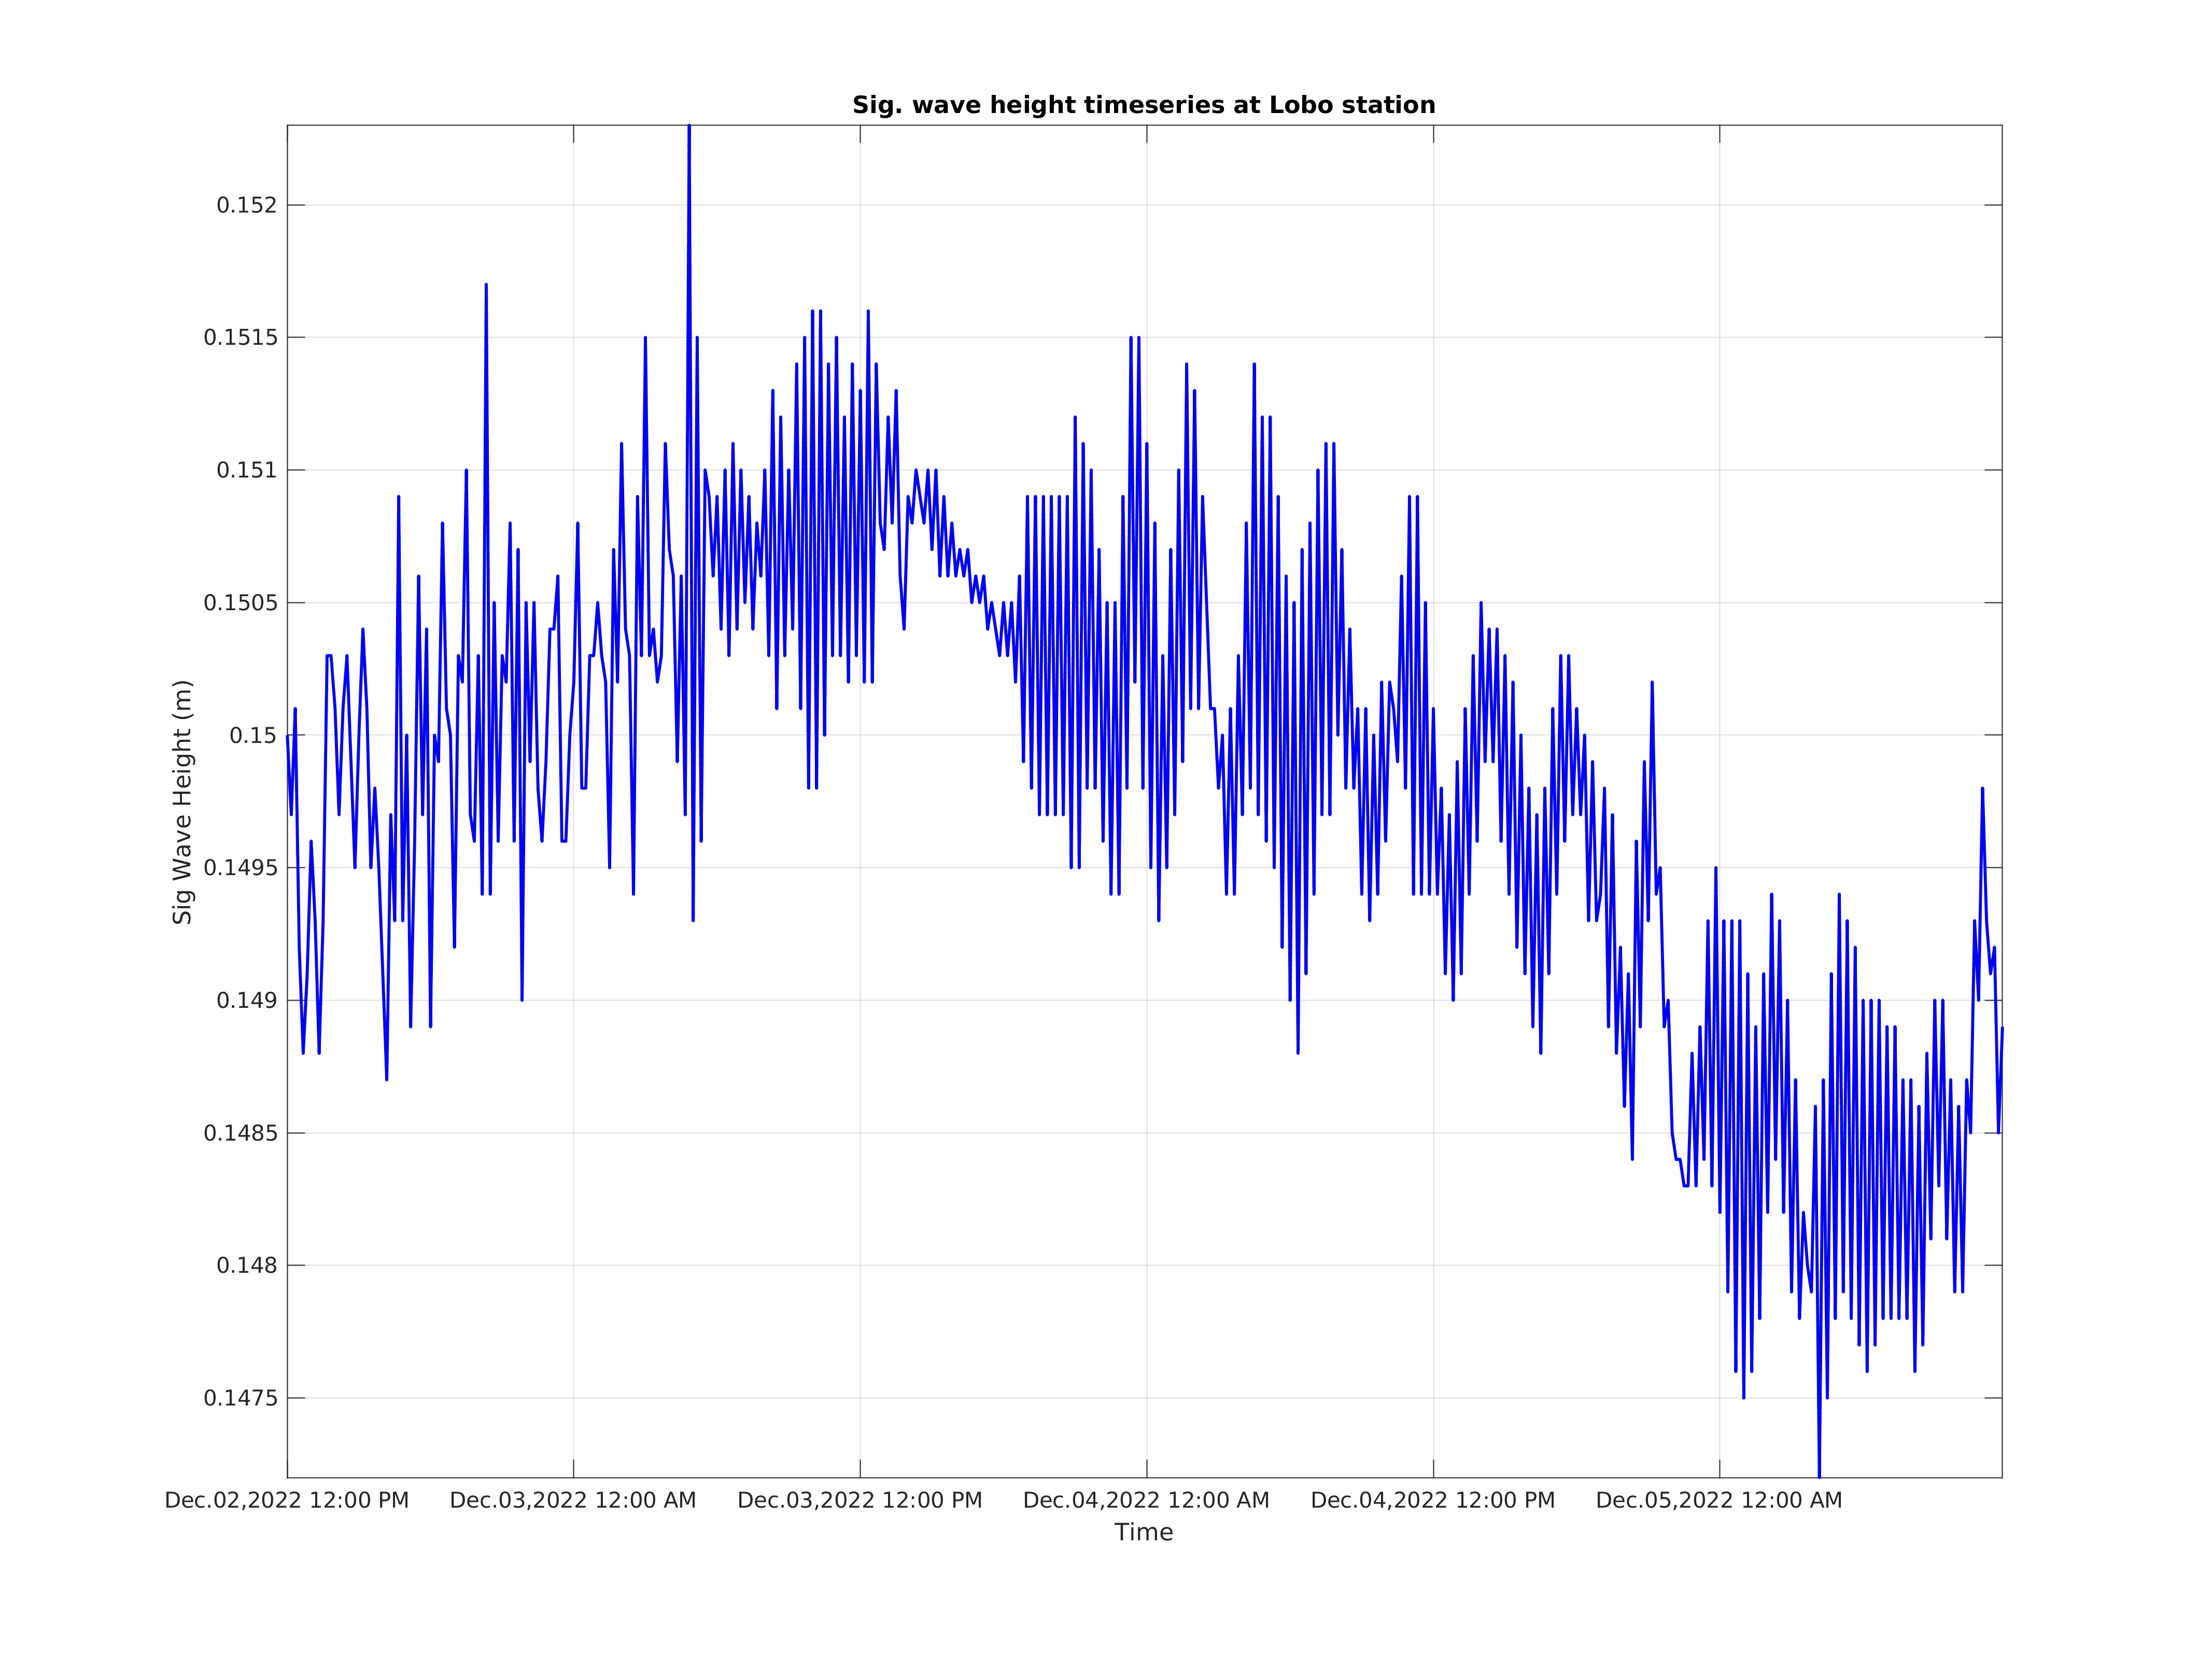 Sig. wave height timeseries at Lobo station
0.152
0.1515
0.151
0.1505
0.15
0.1495
0.149
0.1485
0.148
0.1475
Sig Wave Height (m)
Dec.02,2022 12:00 PM
Dec.03,2022 12:00 AM
Dec.03,2022 12:00 PM
Dec.04,2022 12:00 AM
Dec.04,2022 12:00 PM
Dec.05,2022 12:00 AM
Time